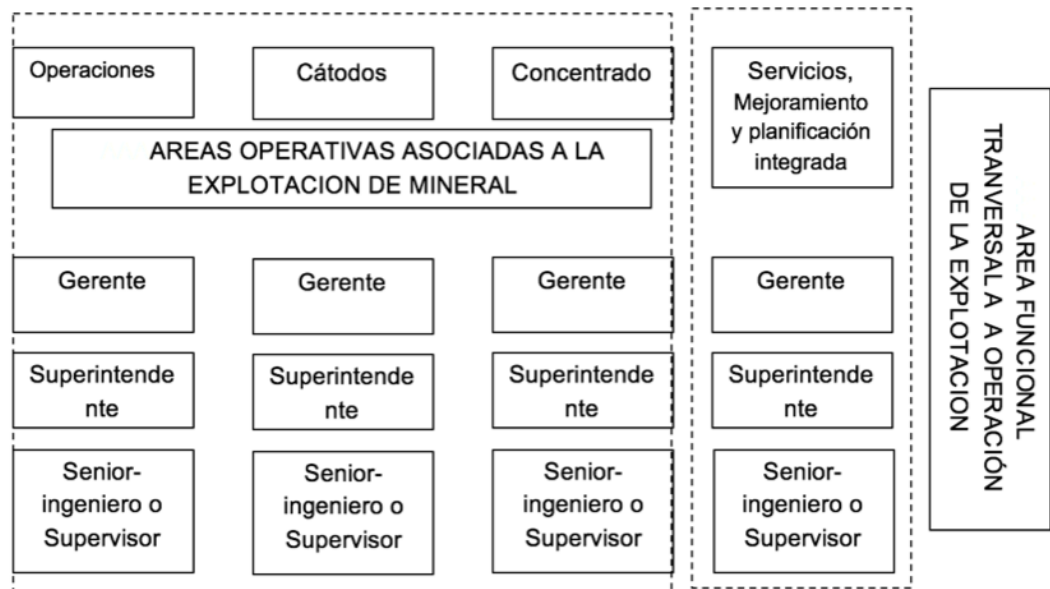 Operaciones
Cátodos
Concentrado
Servicios,
Mejoramiento
y planificación
integrada
AREAS OPERATIVAS ASOCIADAS A LA
EXPLOTACION DE MINERAL
Gerente
Gerente
Gerente
Gerente
Superintende
nte
Superintende
nte
Superintende
nte
Superintende
nte
Senior-
ingeniero o
Supervisor
Senior-
ingeniero o
Supervisor
Senior-
ingeniero o
Supervisor
Senior-
ingeniero o
Supervisor
AREA FUNCIONAL
TRANVERSAL A A OPERACIÓN
DE LA EXPLOTACION